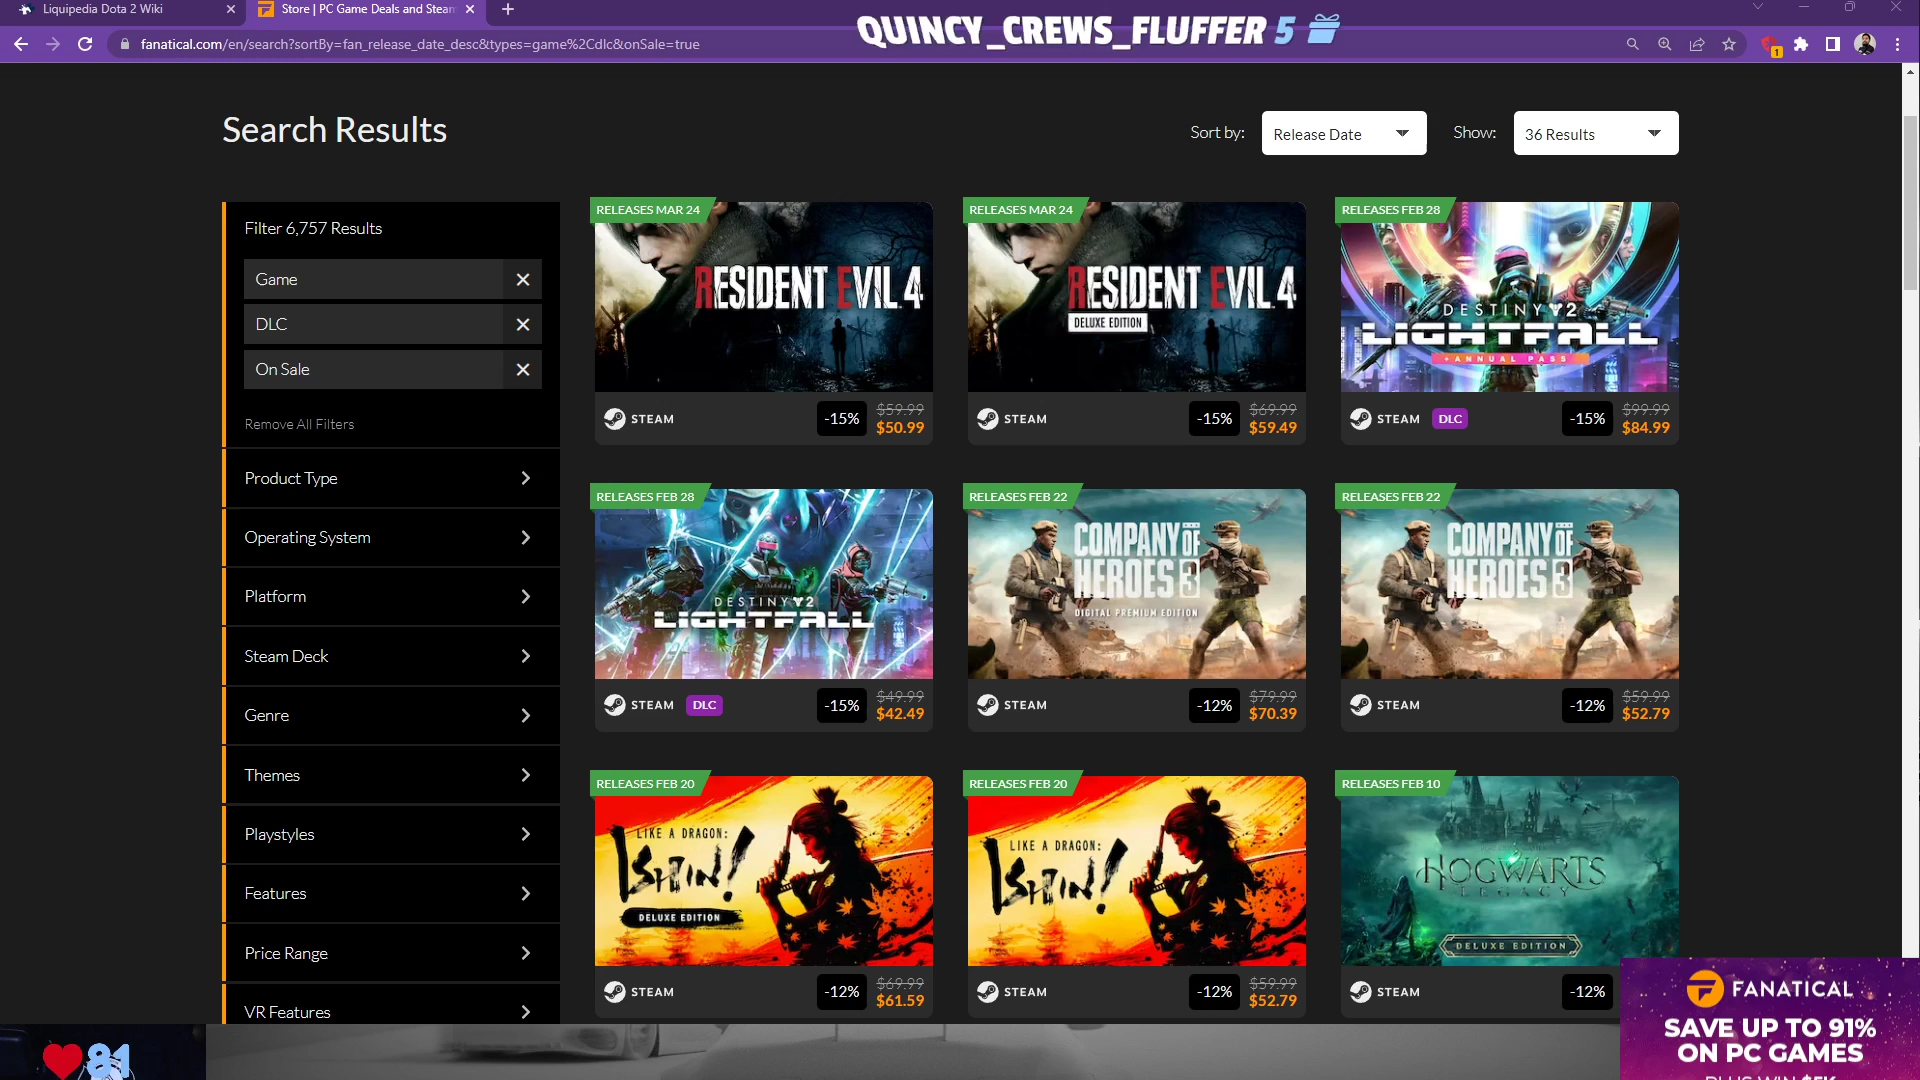 Liquipedia Dota 2 Wiki
Store | PC Game Deals and Steam
QUINCY_CREWS_FLUFFER 5
fanatical.com/en/search?sortBy=fan_release_date_desc&types=game%2Cdlc&onSale=true
1
Search Results
Sort by:
Release Date
Show:
36 Results
Filter 6,757 Results
Game
DLC
On Sale
Remove All Filters
Product Type
Operating System
Platform
Steam Deck
Genre
Themes
Playstyles
Features
Price Range
VR Features
RELEASES MAR 24
RESIDENT EVIL 4
STEAM
-15%
$59.99
$50.99
RELEASES MAR 24
RESIDENT EVIL 4
DELUXE EDITION
STEAM
-15%
$69.99
$59.49
RELEASES FEB 28
DESTINY 2
LIGHTFALL
+ ANNUAL PASS
STEAM
DLC
-15%
$99.99
$84.99
RELEASES FEB 28
DESTINY 2
LIGHTFALL
STEAM
DLC
-15%
$49.99
$42.49
RELEASES FEB 22
COMPANY OF
HEROES 3
DIGITAL PREMIUM EDITION
STEAM
-12%
$79.99
$70.39
RELEASES FEB 22
COMPANY OF
HEROES 3
STEAM
-12%
$59.99
$52.79
RELEASES FEB 20
LIKE A DRAGON:
ISHIN!
DELUXE EDITION
STEAM
-12%
$69.99
$61.59
RELEASES FEB 20
LIKE A DRAGON:
ISHIN!
STEAM
-12%
$59.99
$52.79
RELEASES FEB 10
HOGWARTS
LEGACY
DELUXE EDITION
STEAM
-12%
FANATICAL
SAVE UP TO 91%
ON PC GAMES
PLUS WIN $5K
81